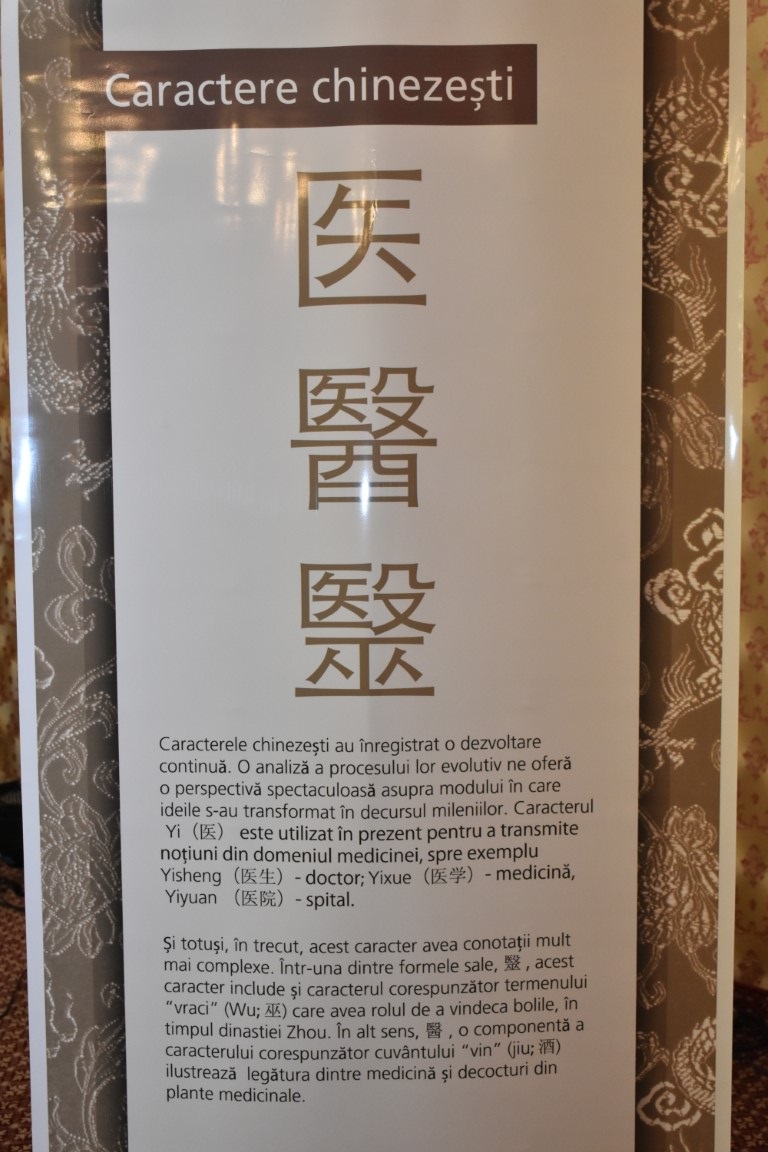 Caractere chinezești
医
醫
毉
Caracterele chinezești au înregistrat o dezvoltare
continuă. O analiză a procesului lor evolutiv ne oferă
o perspectivă spectaculoasă asupra modului în care
ideile s-au transformat în decursul mileniilor. Caracterul
Yi（医） este utilizat în prezent pentru a transmite
noțiuni din domeniul medicinei, spre exemplu
Yisheng（医生）- doctor; Yixue（医学）- medicină,
Yiyuan （医院）- spital.
Și totuși, în trecut, acest caracter avea conotații mult
mai complexe. Într-una dintre formele sale, 毉 , acest
caracter include și caracterul corespunzător termenului
"vraci" (Wu; 巫) care avea rolul de a vindeca bolile, în
timpul dinastiei Zhou. În alt sens, 醫 , o componentă a
caracterului corespunzător cuvântului "vin" (jiu; 酒)
ilustrează legătura dintre medicină și decocturi din
plante medicinale.